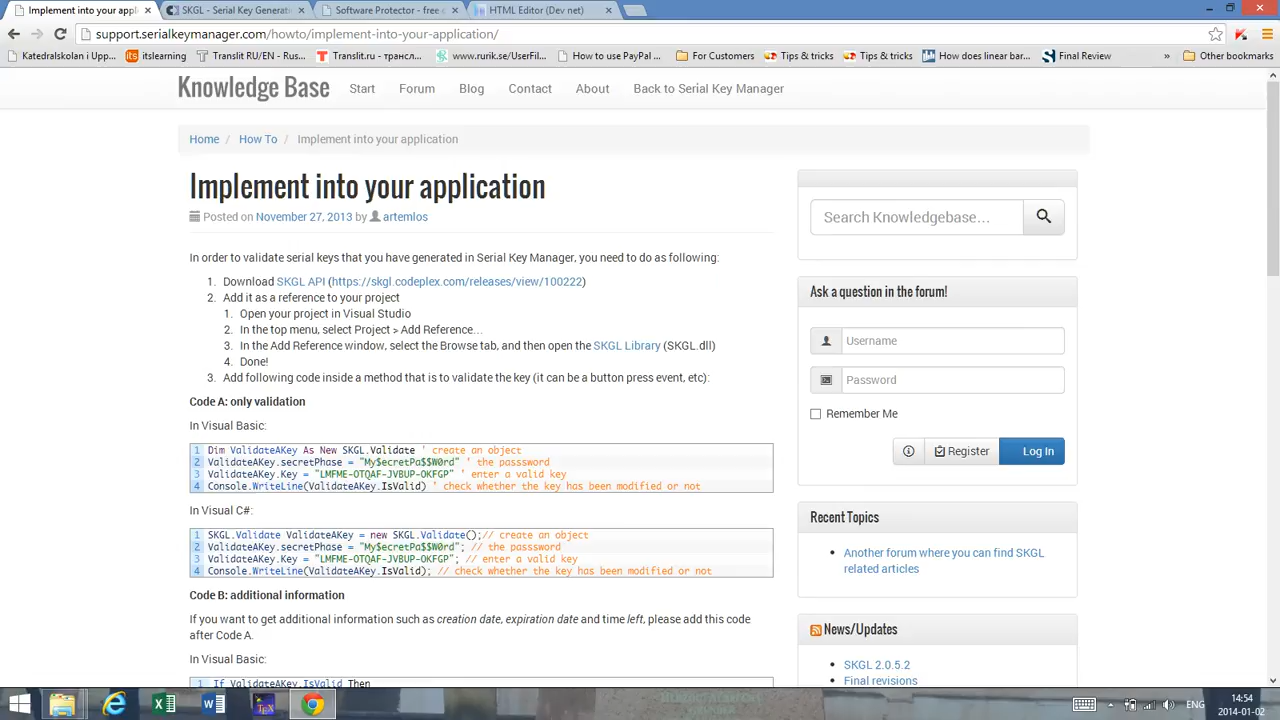 Implement into your appl
SKGL - Serial Key Generati
Software Protector - free
HTML Editor (Dev net)
support.serialkeymanager.com/howto/implement-into-your-application/
Katedralskolan i Upp
its itslearning
Translit RU/EN - Rus
Translit.ru - трансл...
www.rurik.se/UserFil
How to use PayPal ...
For Customers
Tips & tricks
Tips & tricks
How does linear bar...
Final Review
»
Other bookmarks
Knowledge Base
Start
Forum
Blog
Contact
About
Back to Serial Key Manager
Home / How To / Implement into your application
Implement into your application
Posted on November 27, 2013 by artemlos
In order to validate serial keys that you have generated in Serial Key Manager, you need to do as following:
1. Download SKGL API (https://skgl.codeplex.com/releases/view/100222)
2. Add it as a reference to your project
1. Open your project in Visual Studio
2. In the top menu, select Project > Add Reference…
3. In the Add Reference window, select the Browse tab, and then open the SKGL Library (SKGL.dll)
4. Done!
3. Add following code inside a method that is to validate the key (it can be a button press event, etc):
Code A: only validation
In Visual Basic:
1 Dim ValidateAKey As New SKGL.Validate ' create an object
2 ValidateAKey.secretPhase = "My$ecretPa$$W0rd" ' the passsword
3 ValidateAKey.Key = "LMFME-OTQAF-JVBUP-OKFGP" ' enter a valid key
4 Console.WriteLine(ValidateAKey.IsValid) ' check whether the key has been modified or not
In Visual C#:
1 SKGL.Validate ValidateAKey = new SKGL.Validate();// create an object
2 ValidateAKey.secretPhase = "My$ecretPa$$W0rd"; // the passsword
3 ValidateAKey.Key = "LMFME-OTQAF-JVBUP-OKFGP"; // enter a valid key
4 Console.WriteLine(ValidateAKey.IsValid); // check whether the key has been modified or not
Code B: additional information
If you want to get additional information such as creation date, expiration date and time left, please add this code
after Code A.
In Visual Basic:
1 If ValidateAKey.IsValid Then
Search Knowledgebase...
Ask a question in the forum!
Username
Password
Remember Me
Register
Log In
Recent Topics
Another forum where you can find SKGL
related articles
News/Updates
SKGL 2.0.5.2
Final revisions
ENG
14:54
2014-01-02